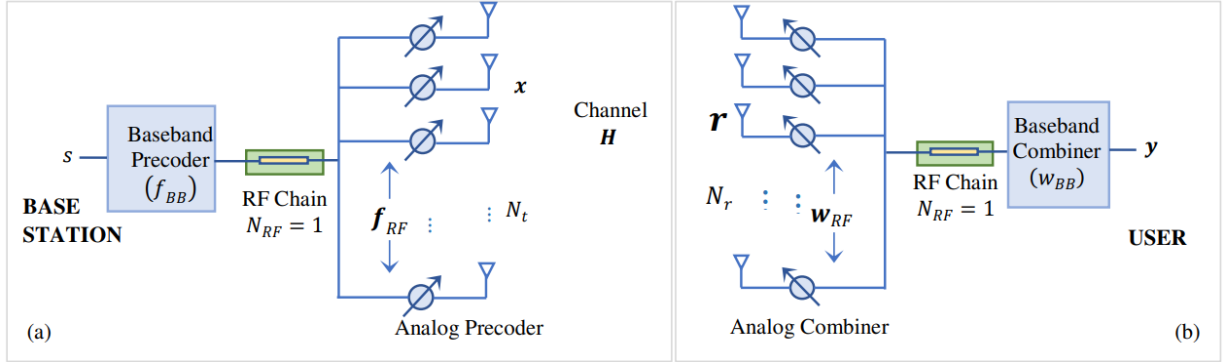 s
Baseband
Precoder
(f_BB)
BASE
STATION
RF Chain
N_RF = 1
f_RF
⋮
⋮ N_t
x
Analog Precoder
(a)
Channel
H
r
N_r
⋮ ⋮
w_RF
Analog Combiner
RF Chain
N_RF = 1
Baseband
Combiner
(w_BB)
y
USER
(b)